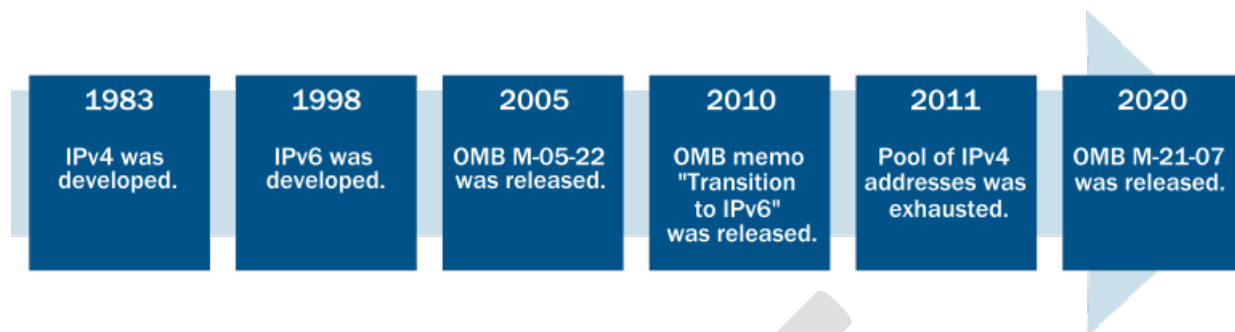 1983
IPv4 was
developed.
1998
IPv6 was
developed.
2005
OMB M-05-22
was released.
2010
OMB memo
"Transition
to IPv6"
was released.
2011
Pool of IPv4
addresses was
exhausted.
2020
OMB M-21-07
was released.